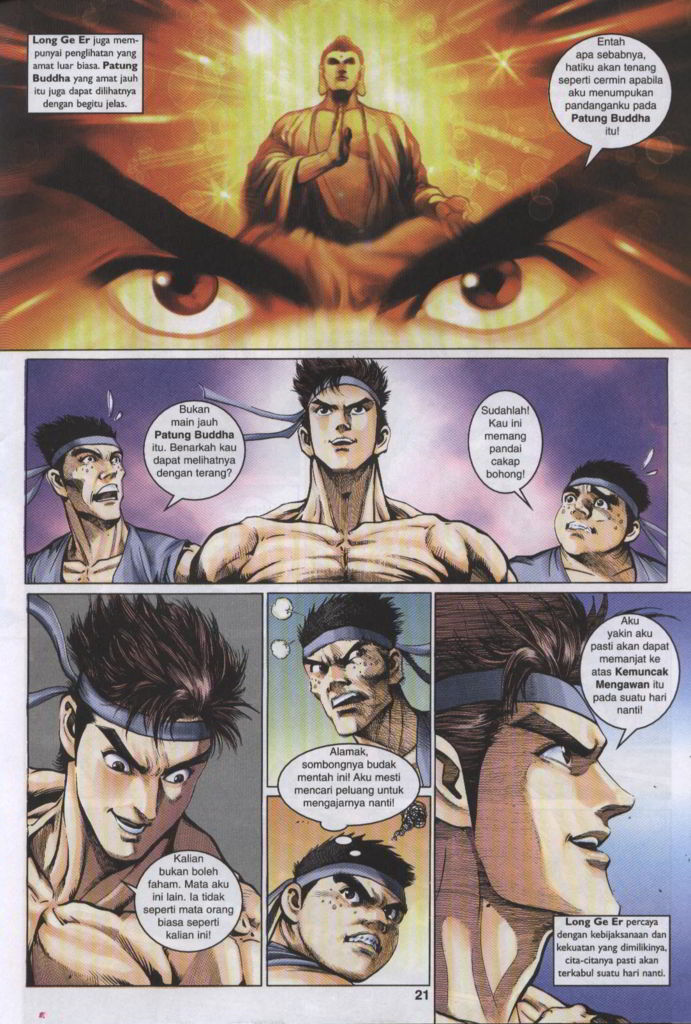 Long Ge Er juga mem-
punyai penglihatan yang
amat luar biasa. Patung
Buddha yang amat jauh
itu juga dapat dilihatnya
dengan begitu jelas.
Entah
apa sebabnya,
hatiku akan tenang
seperti cermin apabila
aku menumpukan
pandanganku pada
Patung Buddha
itu!
Bukan
main jauh
Patung Buddha
itu. Benarkah kau
dapat melihatnya
dengan terang?
Sudahlah!
Kau ini
memang
pandai
cakap
bohong!
Kalian
bukan boleh
faham. Mata aku
ini lain. Ia tidak
seperti mata orang
biasa seperti
kalian ini!
Alamak,
sombongnya budak
mentah ini! Aku mesti
mencari peluang untuk
mengajarnya nanti!
Aku
yakin aku
pasti akan dapat
memanjat ke
atas Kemuncak
Mengawan itu
pada suatu hari
nanti!
Long Ge Er percaya
dengan kebijaksanaan dan
kekuatan yang dimilikinya,
cita-citanya pasti akan
terkabul suatu hari nanti.
21